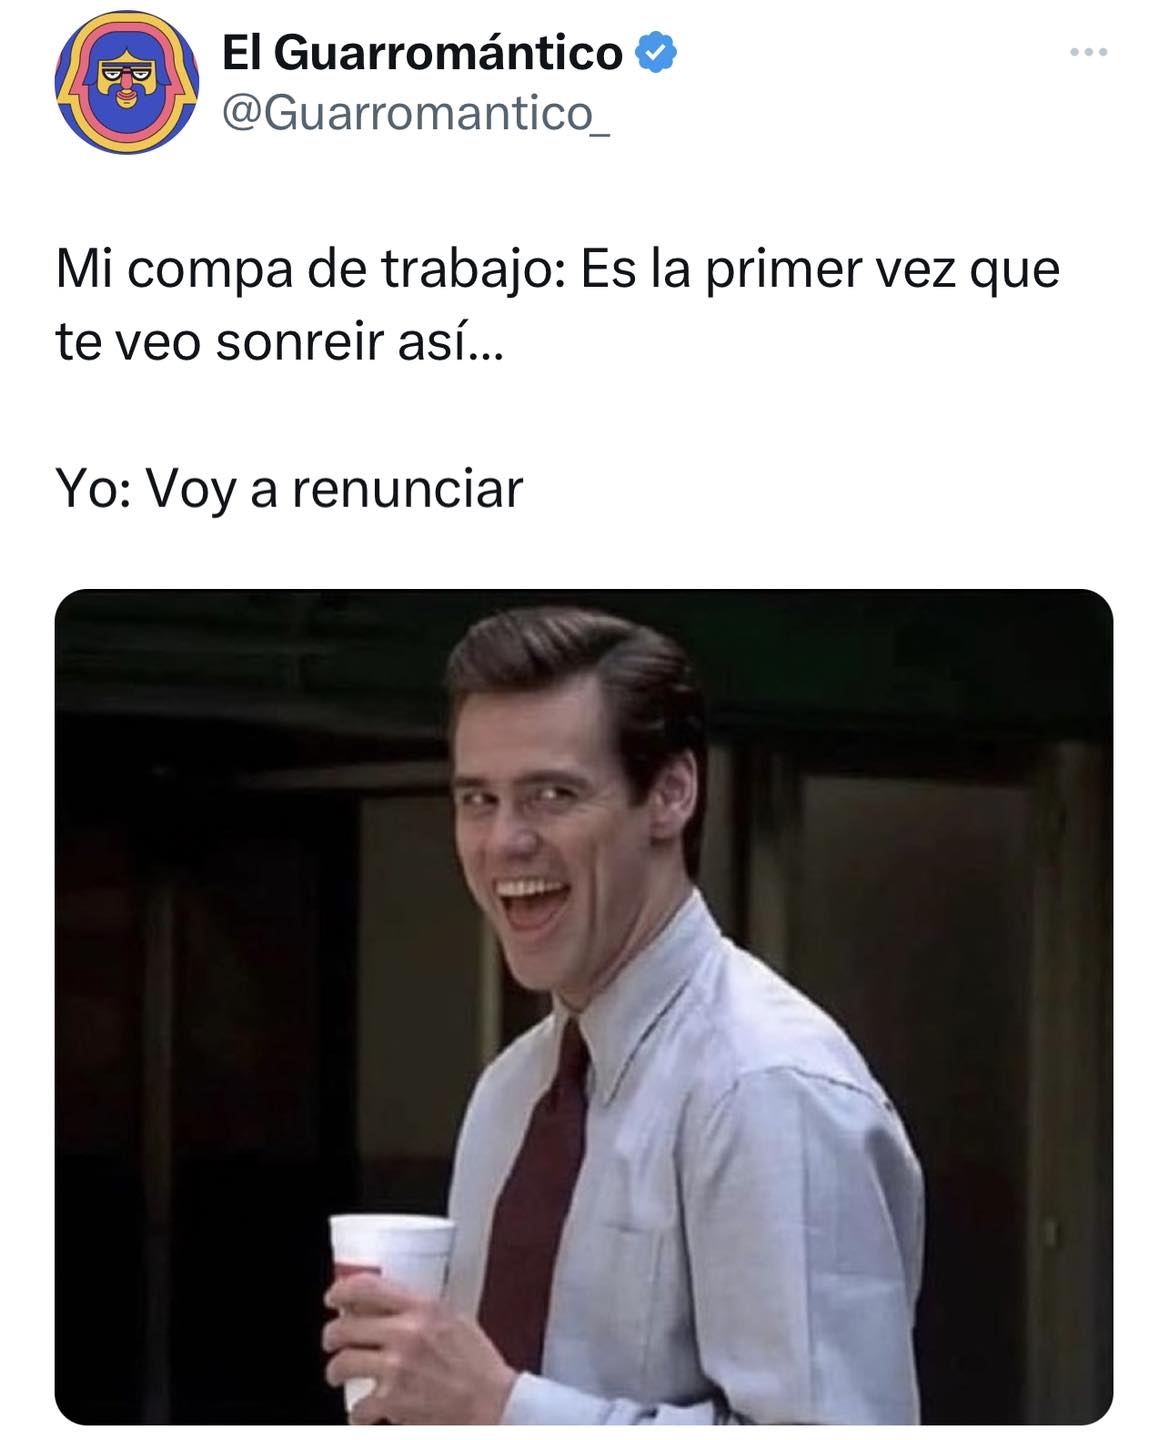 El Guarromántico
@Guarromantico_
Mi compa de trabajo: Es la primer vez que
te veo sonreir así...
Yo: Voy a renunciar